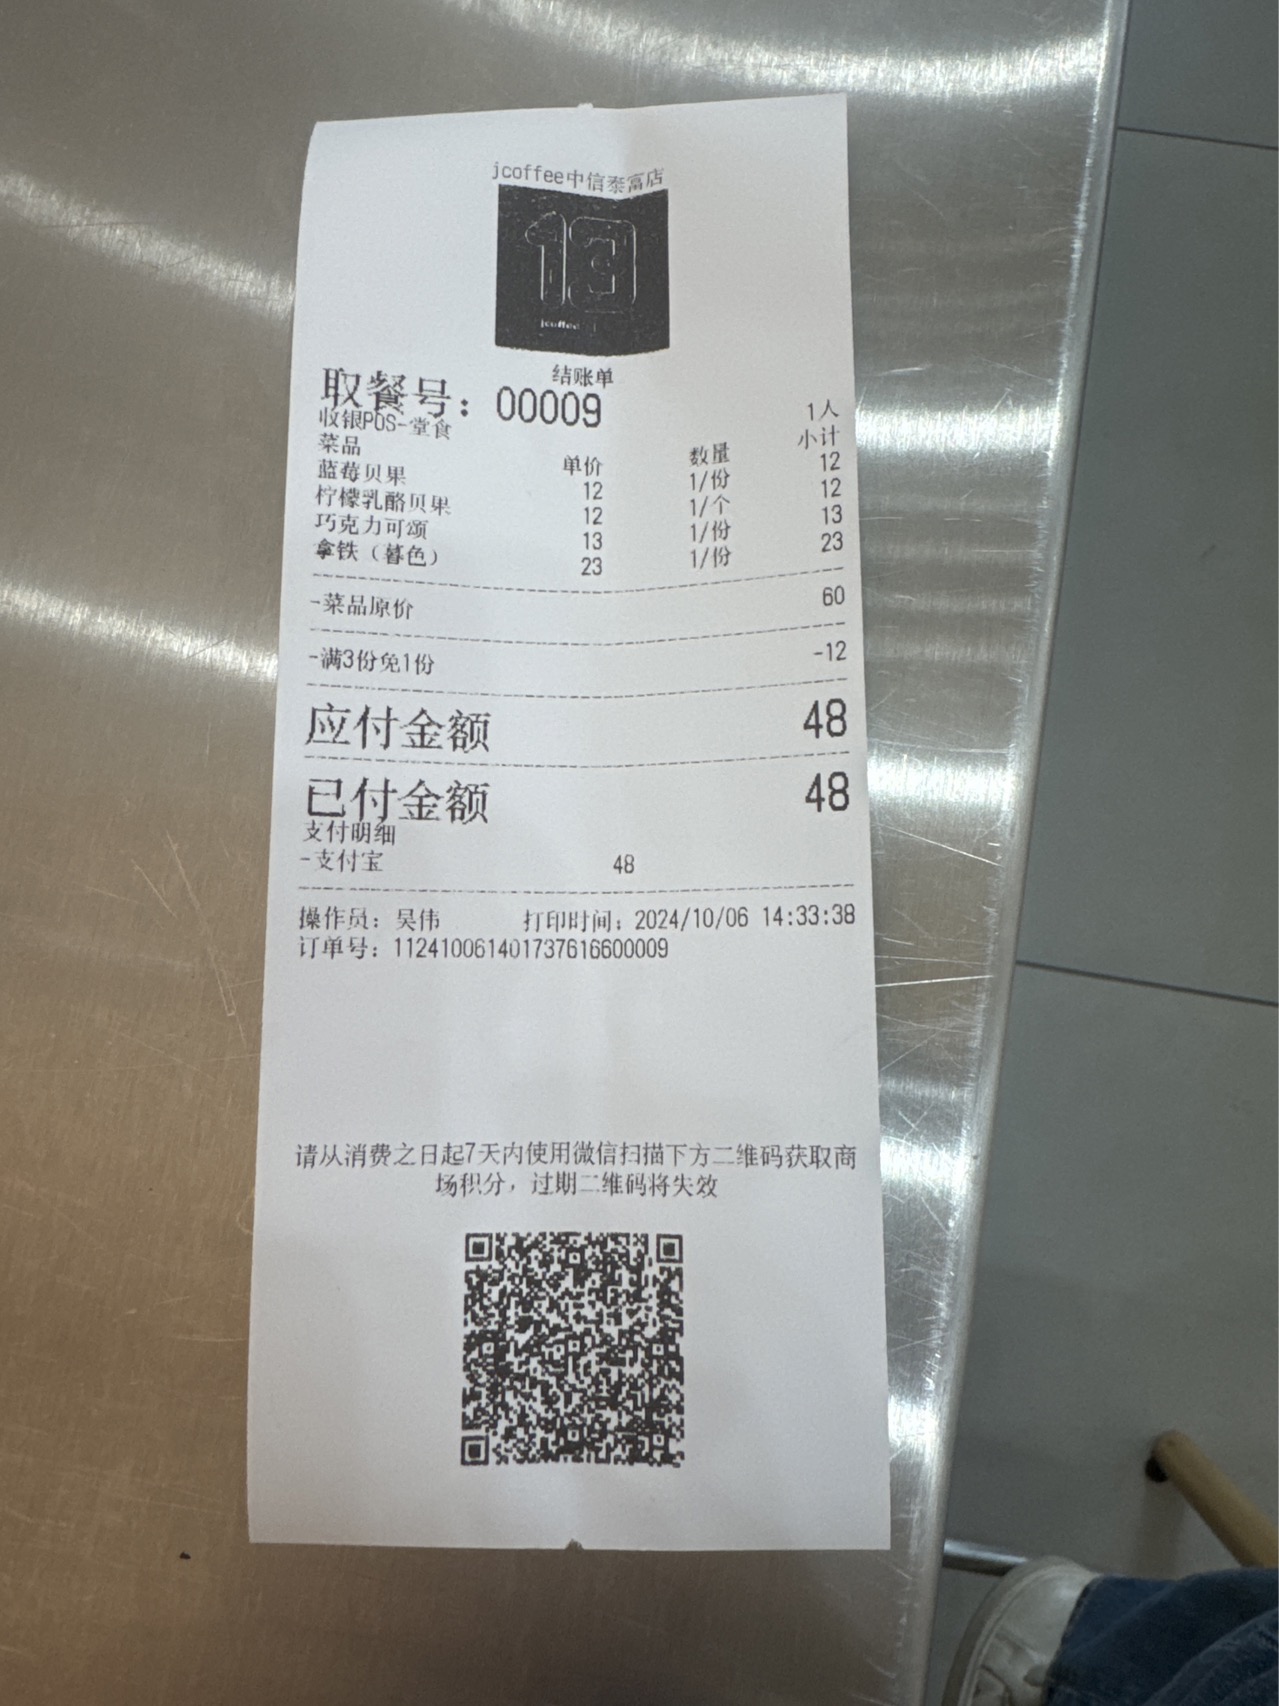 jcoffee中信泰富店
13
jcoffee
结账单
取餐号：00009
收银POS-堂食 1人
菜品 单价 数量 小计
蓝莓贝果 12 1/份 12
柠檬乳酪贝果 12 1/个 12
巧克力可颂 13 1/份 13
拿铁（暮色） 23 1/份 23
-菜品原价 60
-满3份免1份 -12
应付金额 48
已付金额 48
支付明细
-支付宝 48
操作员：吴伟 打印时间：2024/10/06 14:33:38
订单号：112410061401737616600009
请从消费之日起7天内使用微信扫描下方二维码获取商
场积分，过期二维码将失效